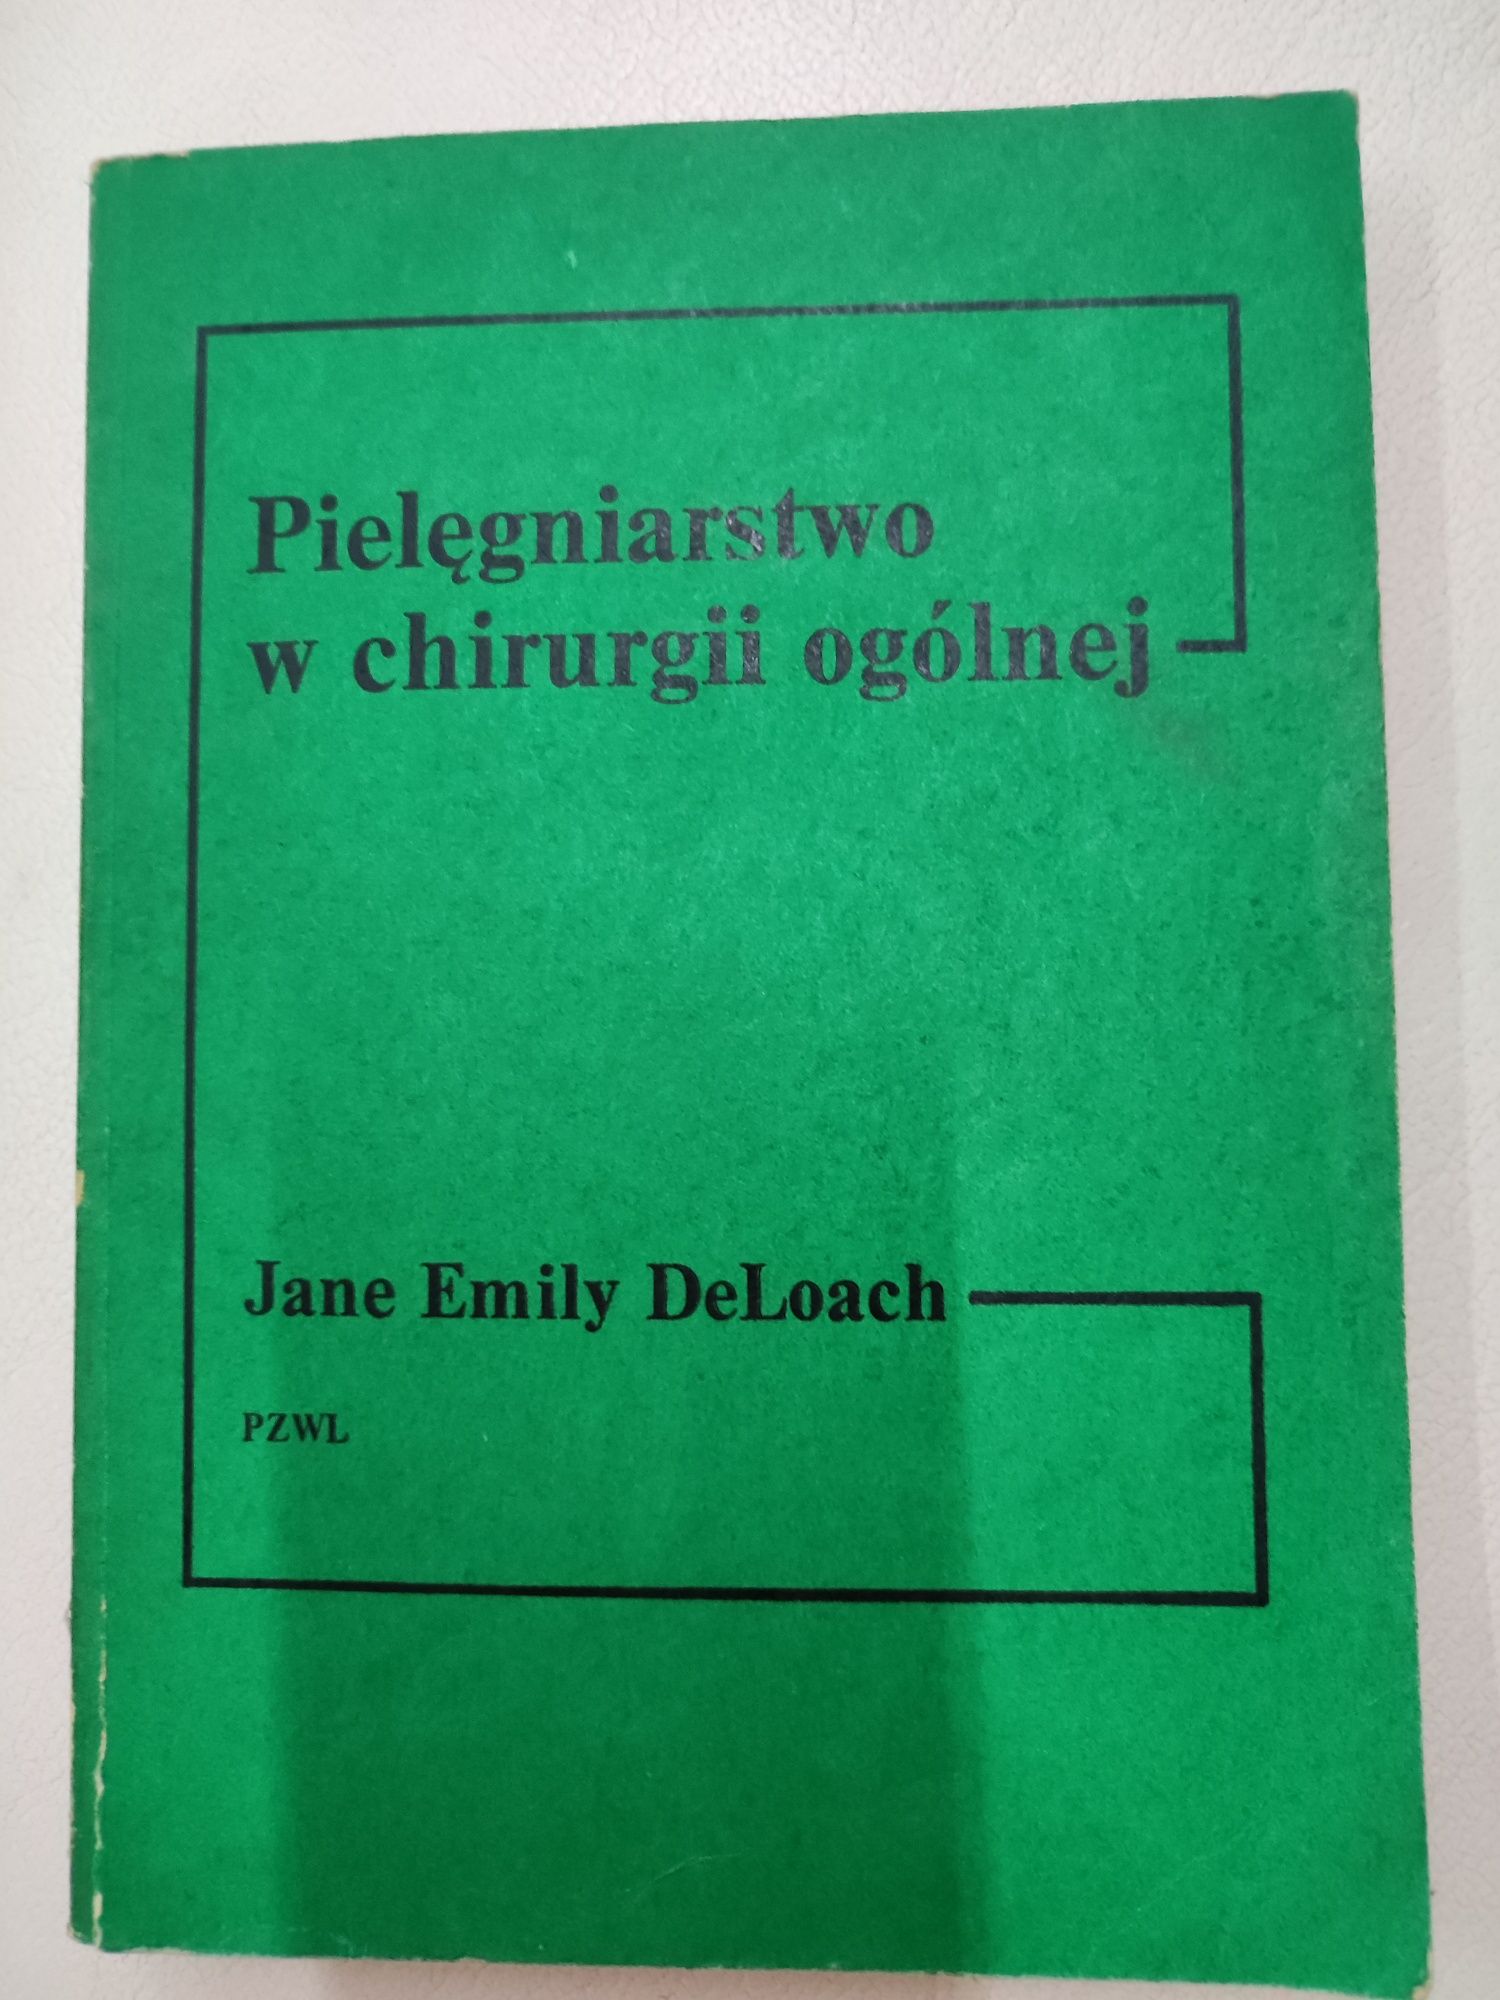 Pielęgniarstwo
w chirurgii ogólnej
Jane Emily DeLoach
PZWL